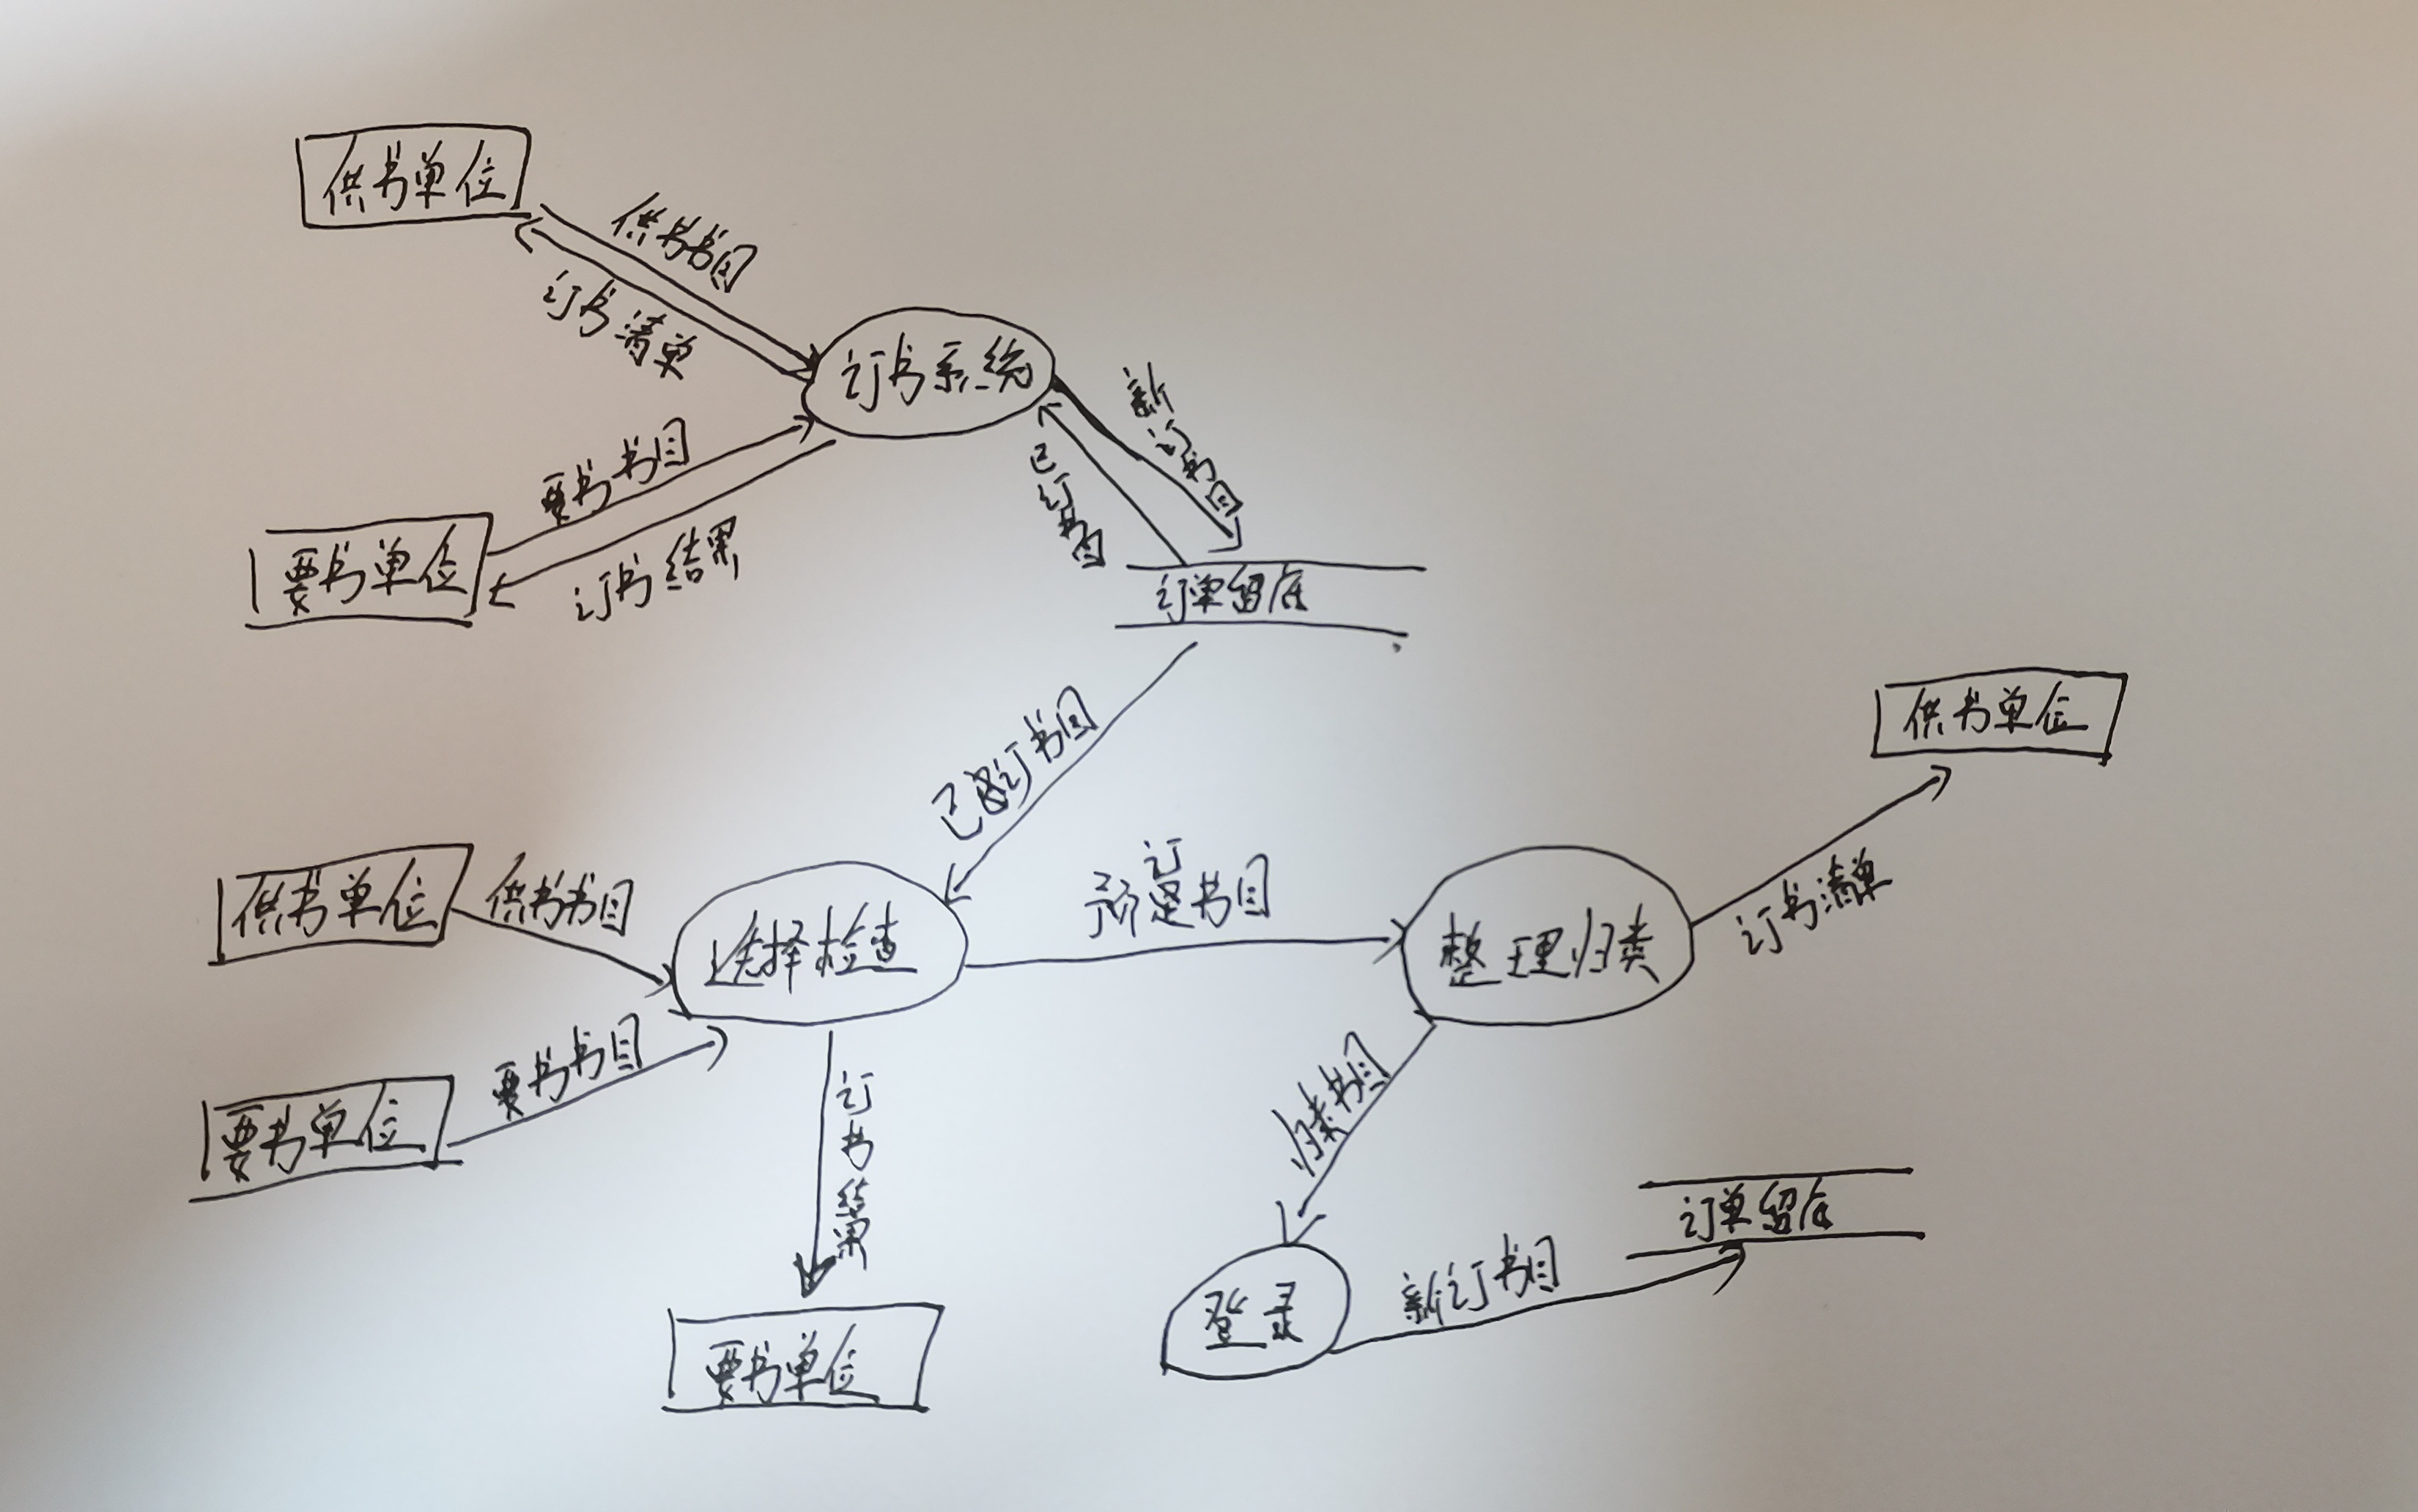 供书单位
供书书目
订书清单
订书系统
新订书目
已订书目
要书书目
订书结果
要书单位
订单留底
已订书目
供书单位
供书单位
供书书目
选择检查
预订书目
整理归类
订书清单
要书单位
要书书目
订书结果
归类书目
订单留底
登录
新订书目
要书单位